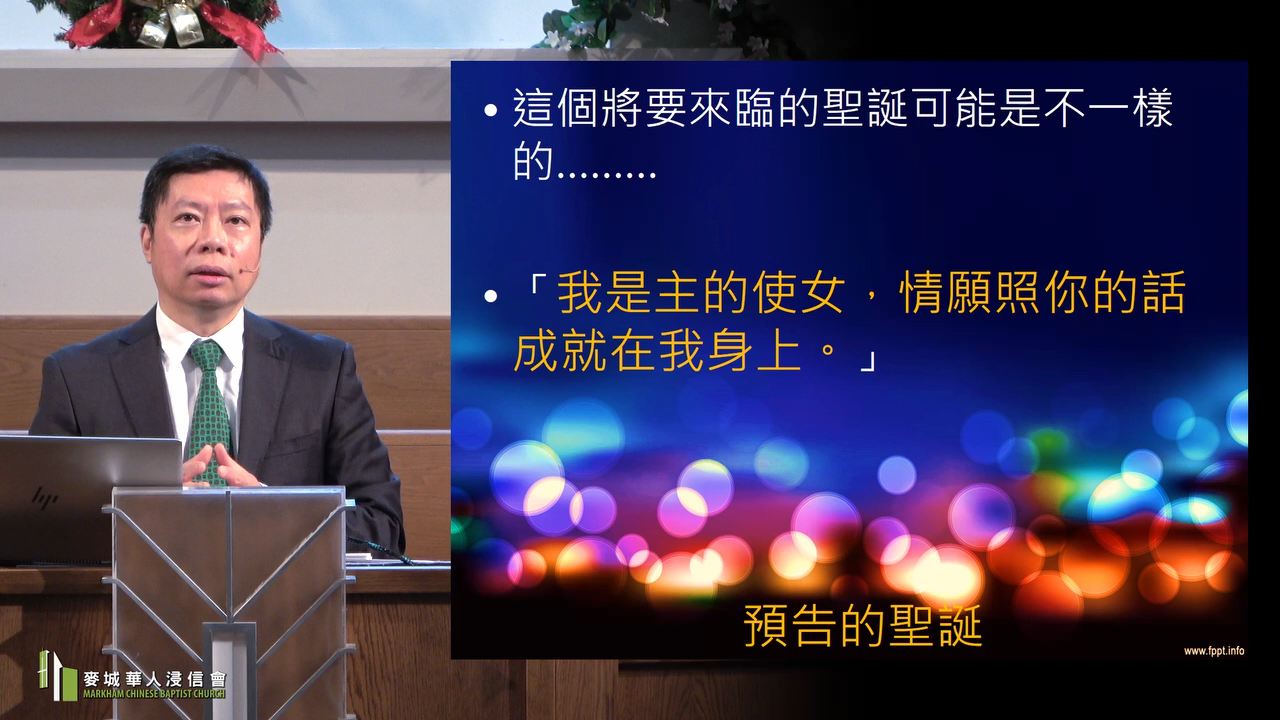 • 這個將要來臨的聖誕可能是不一樣
的.........
• 「我是主的使女，情願照你的話
成就在我身上。」
預告的聖誕
www.fppt.info
hp
麥城華人浸信會
MARKHAM CHINESE BAPTIST CHURCH